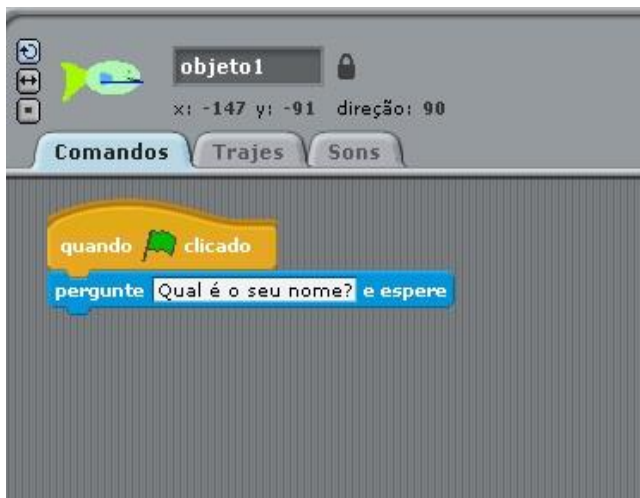 objeto1
x: -147 y: -91 direção: 90
Comandos Trajes Sons
quando clicado
pergunte Qual é o seu nome? e espere